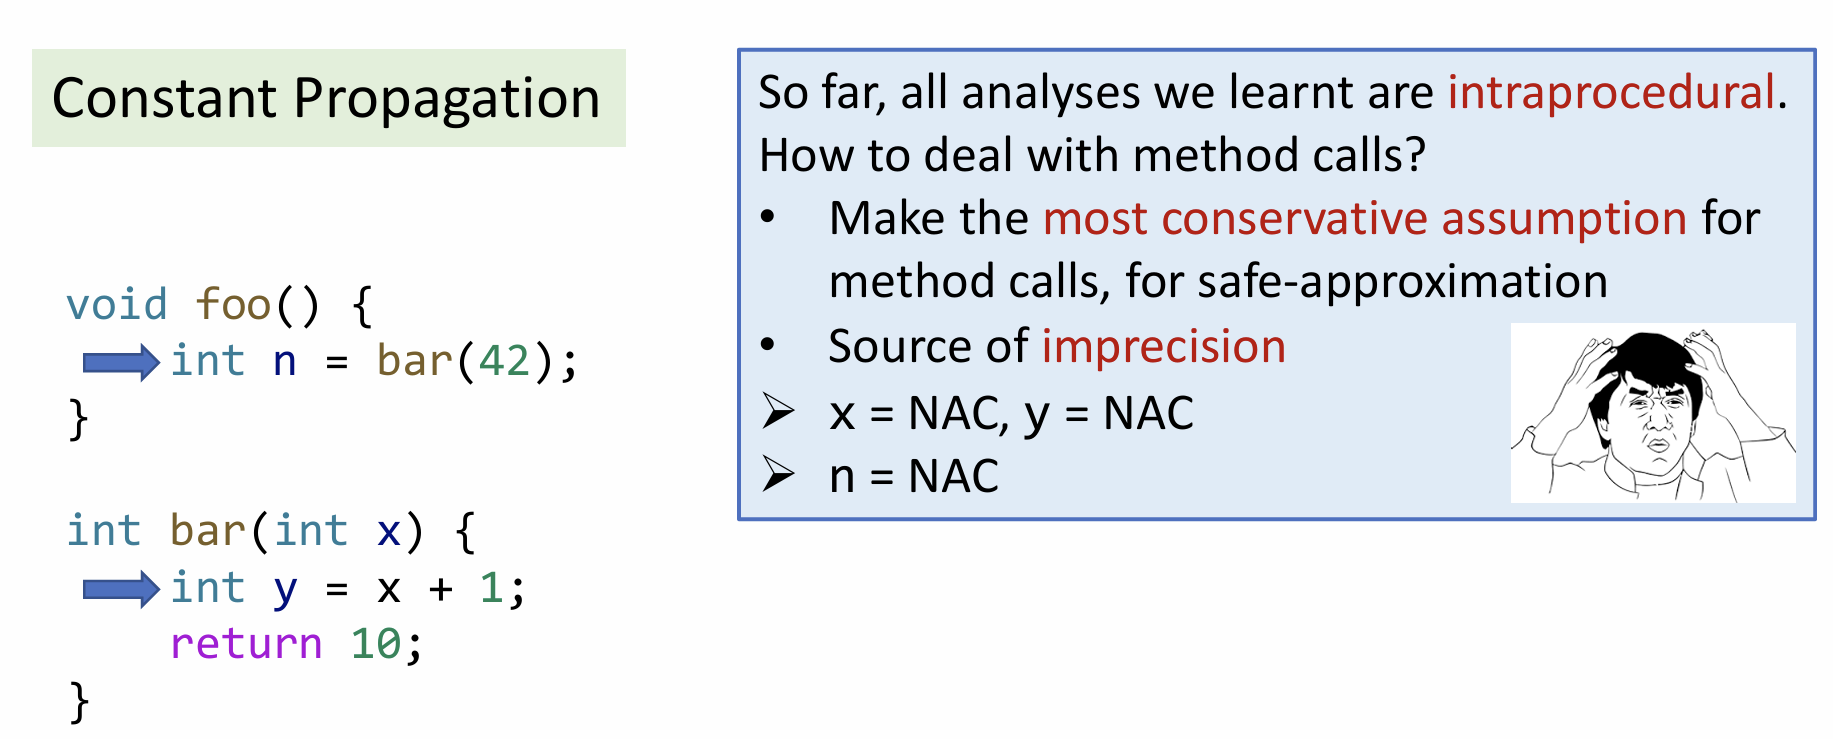 Constant Propagation
void foo() {
int n = bar(42);
}
int bar(int x) {
int y = x + 1;
return 10;
}
So far, all analyses we learnt are intraprocedural.
How to deal with method calls?
• Make the most conservative assumption for
method calls, for safe-approximation
• Source of imprecision
➢ x = NAC, y = NAC
➢ n = NAC